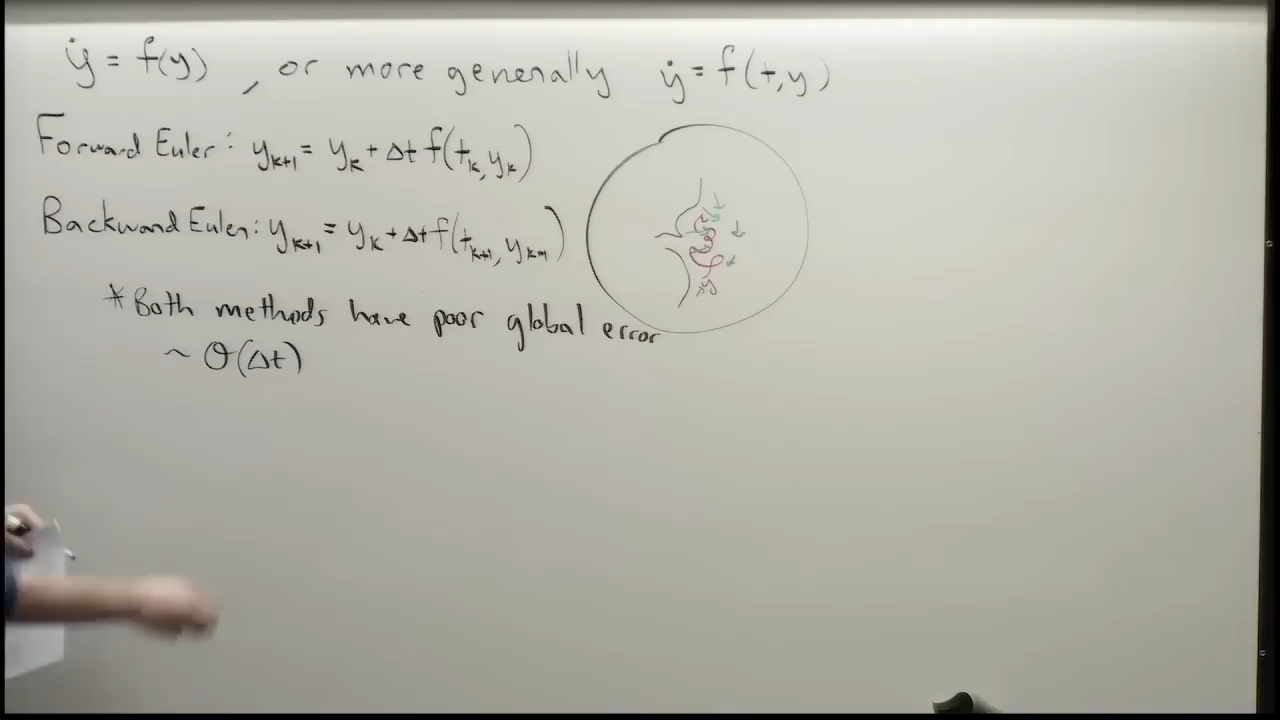 ẏ = f(y) , or more generally ẏ = f(t,y)
Forward Euler: y_{k+1} = y_k + Δt f(t_k, y_k)
Backward Euler: y_{k+1} = y_k + Δt f(t_{k+1}, y_{k+1})
* Both methods have poor global error
~ O(Δt)